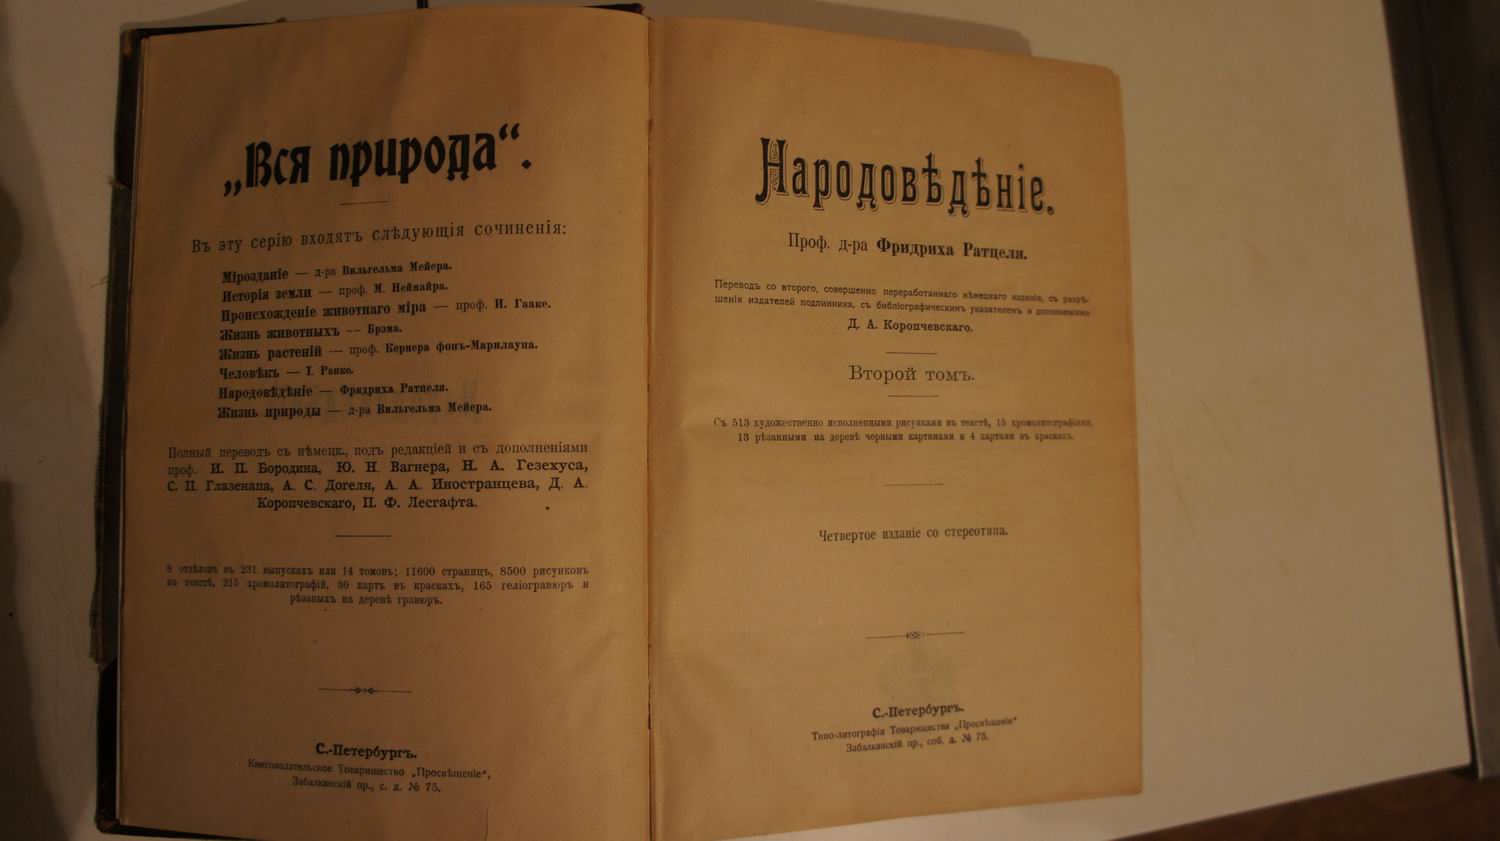 „Вся природа“.
Въ эту серію входятъ слѣдующія сочиненія:
Мірозданіе — д-ра Вильгельма Мейера.
Исторія земли — проф. М. Неймайра.
Происхожденіе животнаго міра — проф. И. Гааке.
Жизнь животныхъ — Брэма.
Жизнь растеній — проф. Кернера фонъ-Марилауна.
Человѣкъ — І. Ранке.
Народовѣдѣніе — Фридриха Ратцеля.
Жизнь природы — д-ра Вильгельма Мейера.
Полный переводъ съ нѣмецк., подъ редакціей и съ дополненіями
проф. И. П. Бородина, Ю. Н. Вагнера, Н. А. Гезехуса,
С. П. Глазенапа, А. С. Догеля, А. А. Иностранцева, Д. А.
Коропчевскаго, П. Ф. Лесгафта.
8 отдѣловъ въ 231 выпускахъ или 14 томовъ; 11600 страницъ, 8500 рисунковъ
въ текстѣ, 215 хромолитографій, 30 картъ въ краскахъ, 165 геліогравюръ и
рѣзаныхъ на деревѣ гравюръ.
С.-Петербургъ.
Книгоиздательское Товарищество „Просвѣщеніе“,
Забалканскій пр., с. д. № 75.
Народовѣдѣніе.
Проф. д-ра Фридриха Ратцеля.
Переводъ со второго, совершенно переработаннаго нѣмецкаго изданія, съ разрѣ-
шенія издателей подлинника, съ библіографическимъ указателемъ и дополненіями
Д. А. Коропчевскаго.
Второй томъ.
Съ 513 художественно исполненными рисунками въ текстѣ, 15 хромолитографіями,
13 рѣзанными на деревѣ черными картинами и 4 картами въ краскахъ.
Четвертое изданіе со стереотипа.
С.-Петербургъ.
Типо-литографія Товарищества „Просвѣщеніе“
Забалканскій пр., соб. д. № 75.